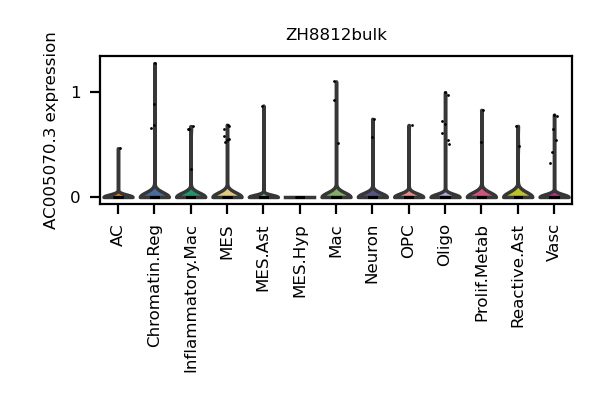 ZH8812bulk
AC005070.3 expression
1
0
AC
Chromatin.Reg
Inflammatory.Mac
MES
MES.Ast
MES.Hyp
Mac
Neuron
OPC
Oligo
Prolif.Metab
Reactive.Ast
Vasc